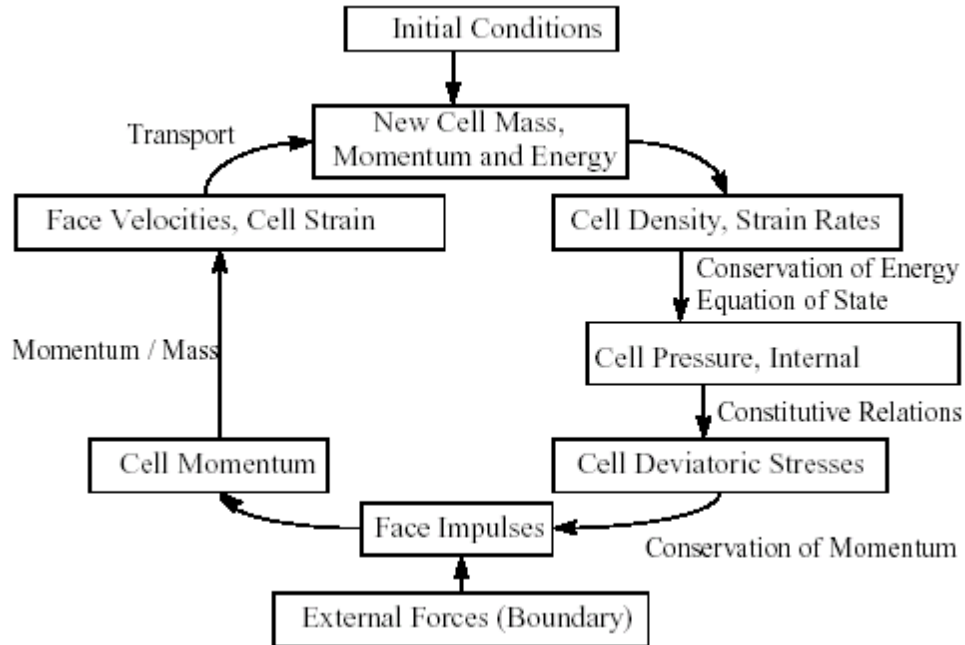 Initial Conditions
Transport
New Cell Mass,
Momentum and Energy
Face Velocities, Cell Strain
Cell Density, Strain Rates
Conservation of Energy
Equation of State
Momentum / Mass
Cell Pressure, Internal
Constitutive Relations
Cell Momentum
Cell Deviatoric Stresses
Face Impulses
Conservation of Momentum
External Forces (Boundary)